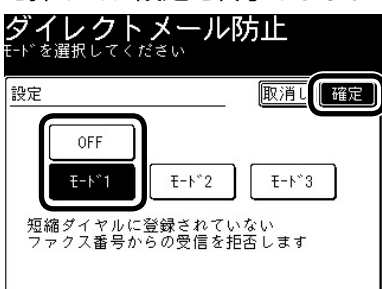 ダイレクトメール防止
モードを選択してください
設定
取消し 確定
OFF
モード1 モード2 モード3
短縮ダイヤルに登録されていない
ファクス番号からの受信を拒否します